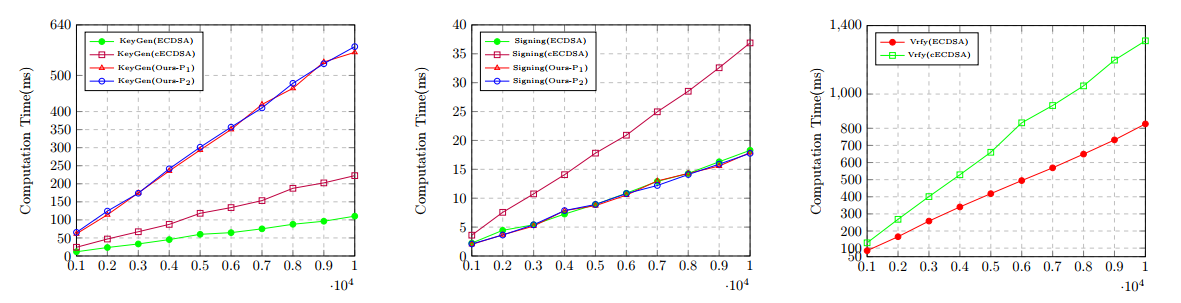 640
500
400
350
300
250
200
150
100
50
0
0.1 0.2 0.3 0.4 0.5 0.6 0.7 0.8 0.9 1
·10⁴
Computation Time(ms)
KeyGen(ECDSA)
KeyGen(cECDSA)
KeyGen(Ours-P₁)
KeyGen(Ours-P₂)
40
35
30
25
20
15
10
5
0
0.1 0.2 0.3 0.4 0.5 0.6 0.7 0.8 0.9 1
·10⁴
Computation Time(ms)
Signing(ECDSA)
Signing(cECDSA)
Signing(Ours-P₁)
Signing(Ours-P₂)
1,400
1,000
800
700
600
500
400
300
200
100
50
0.1 0.2 0.3 0.4 0.5 0.6 0.7 0.8 0.9 1
·10⁴
Computation Time(ms)
Vrfy(ECDSA)
Vrfy(cECDSA)